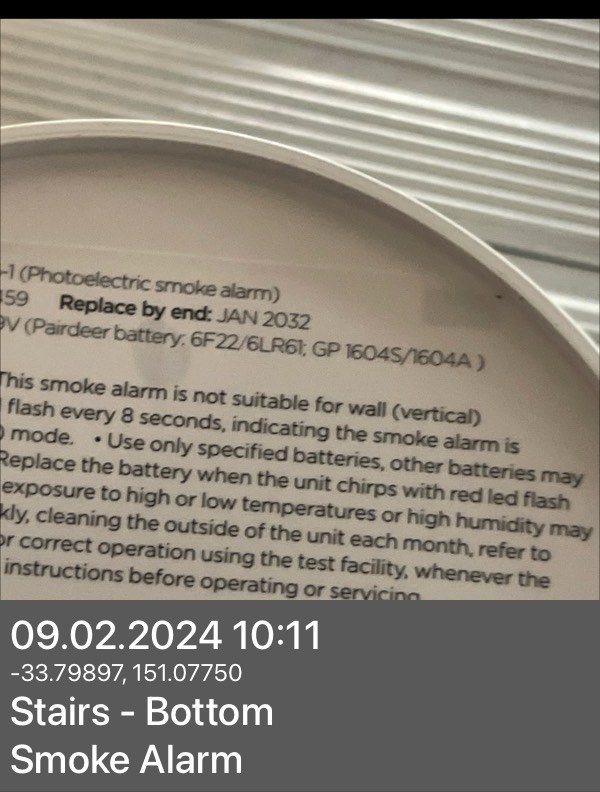 -1 (Photoelectric smoke alarm)
459 Replace by end: JAN 2032
9V (Pairdeer battery: 6F22/6LR61; GP 1604S/1604A )
This smoke alarm is not suitable for wall (vertical)
flash every 8 seconds, indicating the smoke alarm is
) mode. • Use only specified batteries, other batteries may
Replace the battery when the unit chirps with red led flash
exposure to high or low temperatures or high humidity may
kly, cleaning the outside of the unit each month, refer to
or correct operation using the test facility, whenever the
instructions before operating or servicing
09.02.2024 10:11
-33.79897, 151.07750
Stairs - Bottom
Smoke Alarm